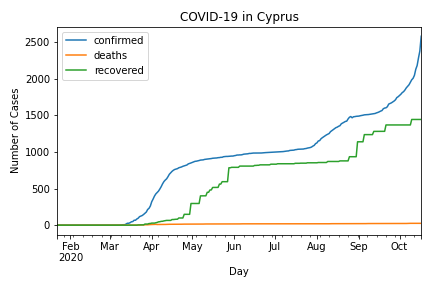 COVID-19 in Cyprus
confirmed
deaths
recovered
2500
2000
1500
1000
500
0
Number of Cases
Feb Mar Apr May Jun Jul Aug Sep Oct
2020
Day